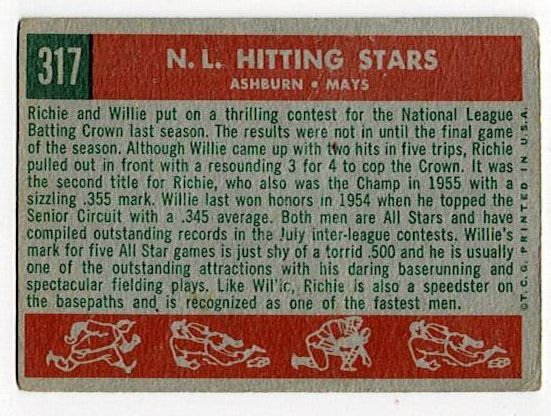 317
N. L. HITTING STARS
ASHBURN • MAYS
Richie and Willie put on a thrilling contest for the National League
Batting Crown last season. The results were not in until the final game
of the season. Although Willie came up with two hits in five trips, Richie
pulled out in front with a resounding 3 for 4 to cop the Crown. It was
the second title for Richie, who also was the Champ in 1955 with a
sizzling .355 mark. Willie last won honors in 1954 when he topped the
Senior Circuit with a .345 average. Both men are All Stars and have
compiled outstanding records in the July inter-league contests. Willie's
mark for five All Star games is just shy of a torrid .500 and he is usually
one of the outstanding attractions with his daring baserunning and
spectacular fielding plays. Like Willie, Richie is also a speedster on
the basepaths and is recognized as one of the fastest men.
©T.C.G. PRINTED IN U.S.A.